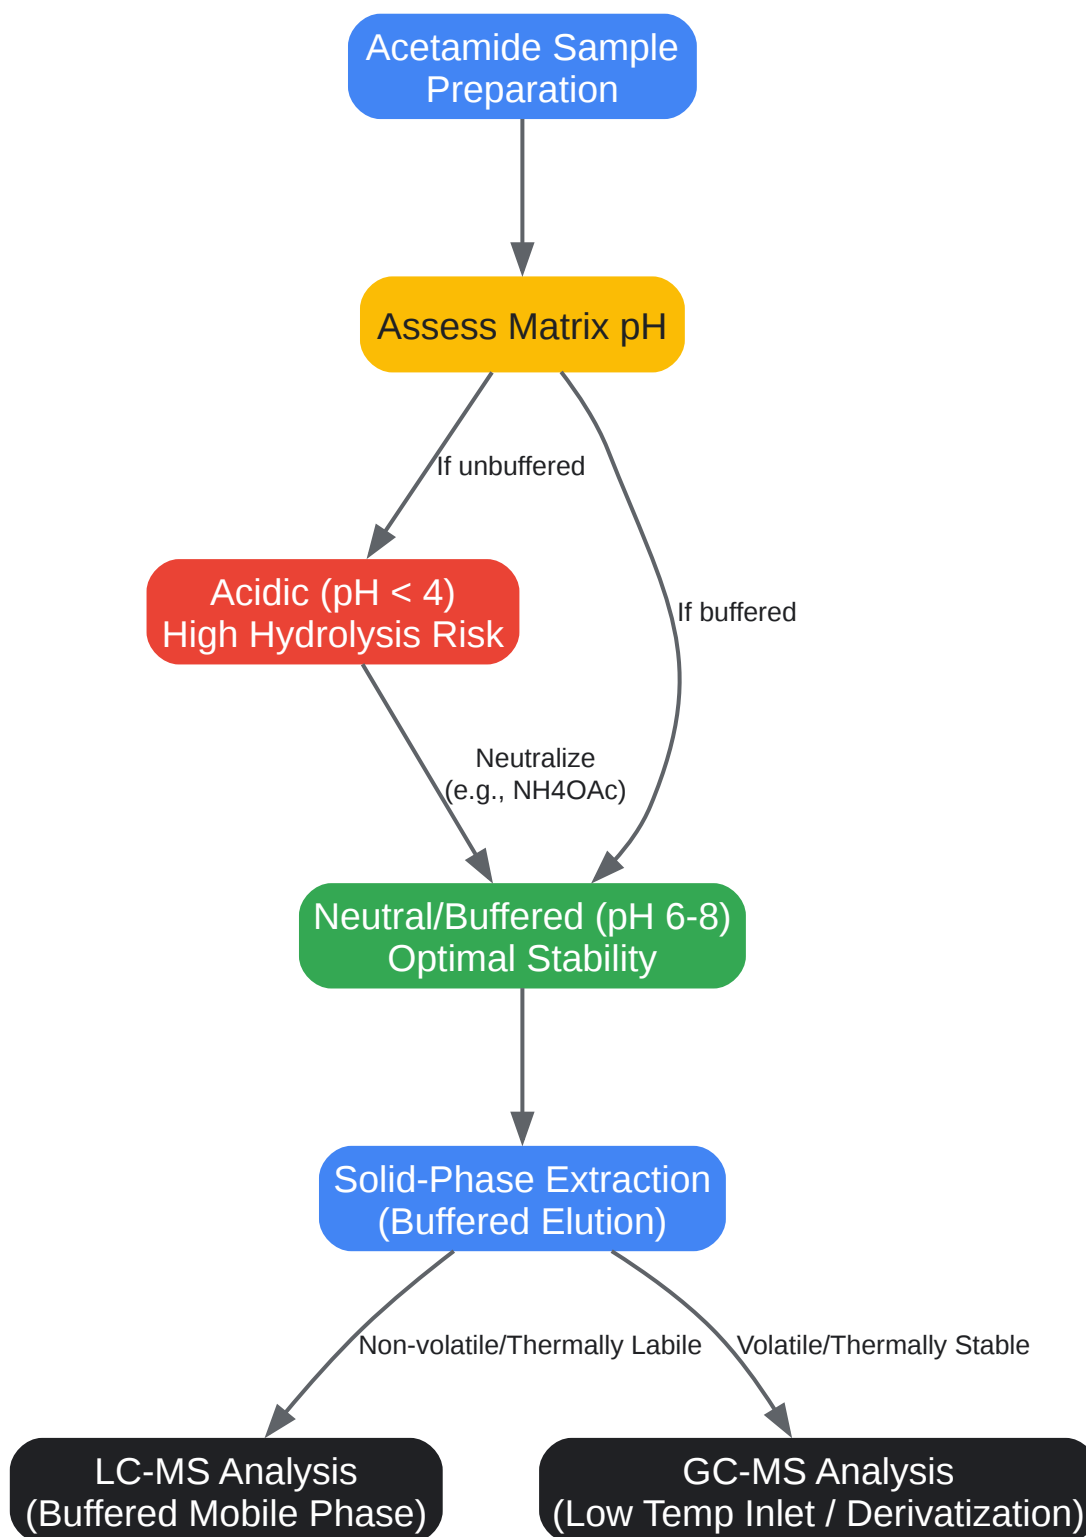 Acetamide Sample
Preparation
Assess Matrix pH
If unbuffered
Acidic (pH < 4)
High Hydrolysis Risk
If buffered
Neutralize
(e.g., NH4OAc)
Neutral/Buffered (pH 6-8)
Optimal Stability
Solid-Phase Extraction
(Buffered Elution)
Non-volatile/Thermally Labile
Volatile/Thermally Stable
LC-MS Analysis
(Buffered Mobile Phase)
GC-MS Analysis
(Low Temp Inlet / Derivatization)